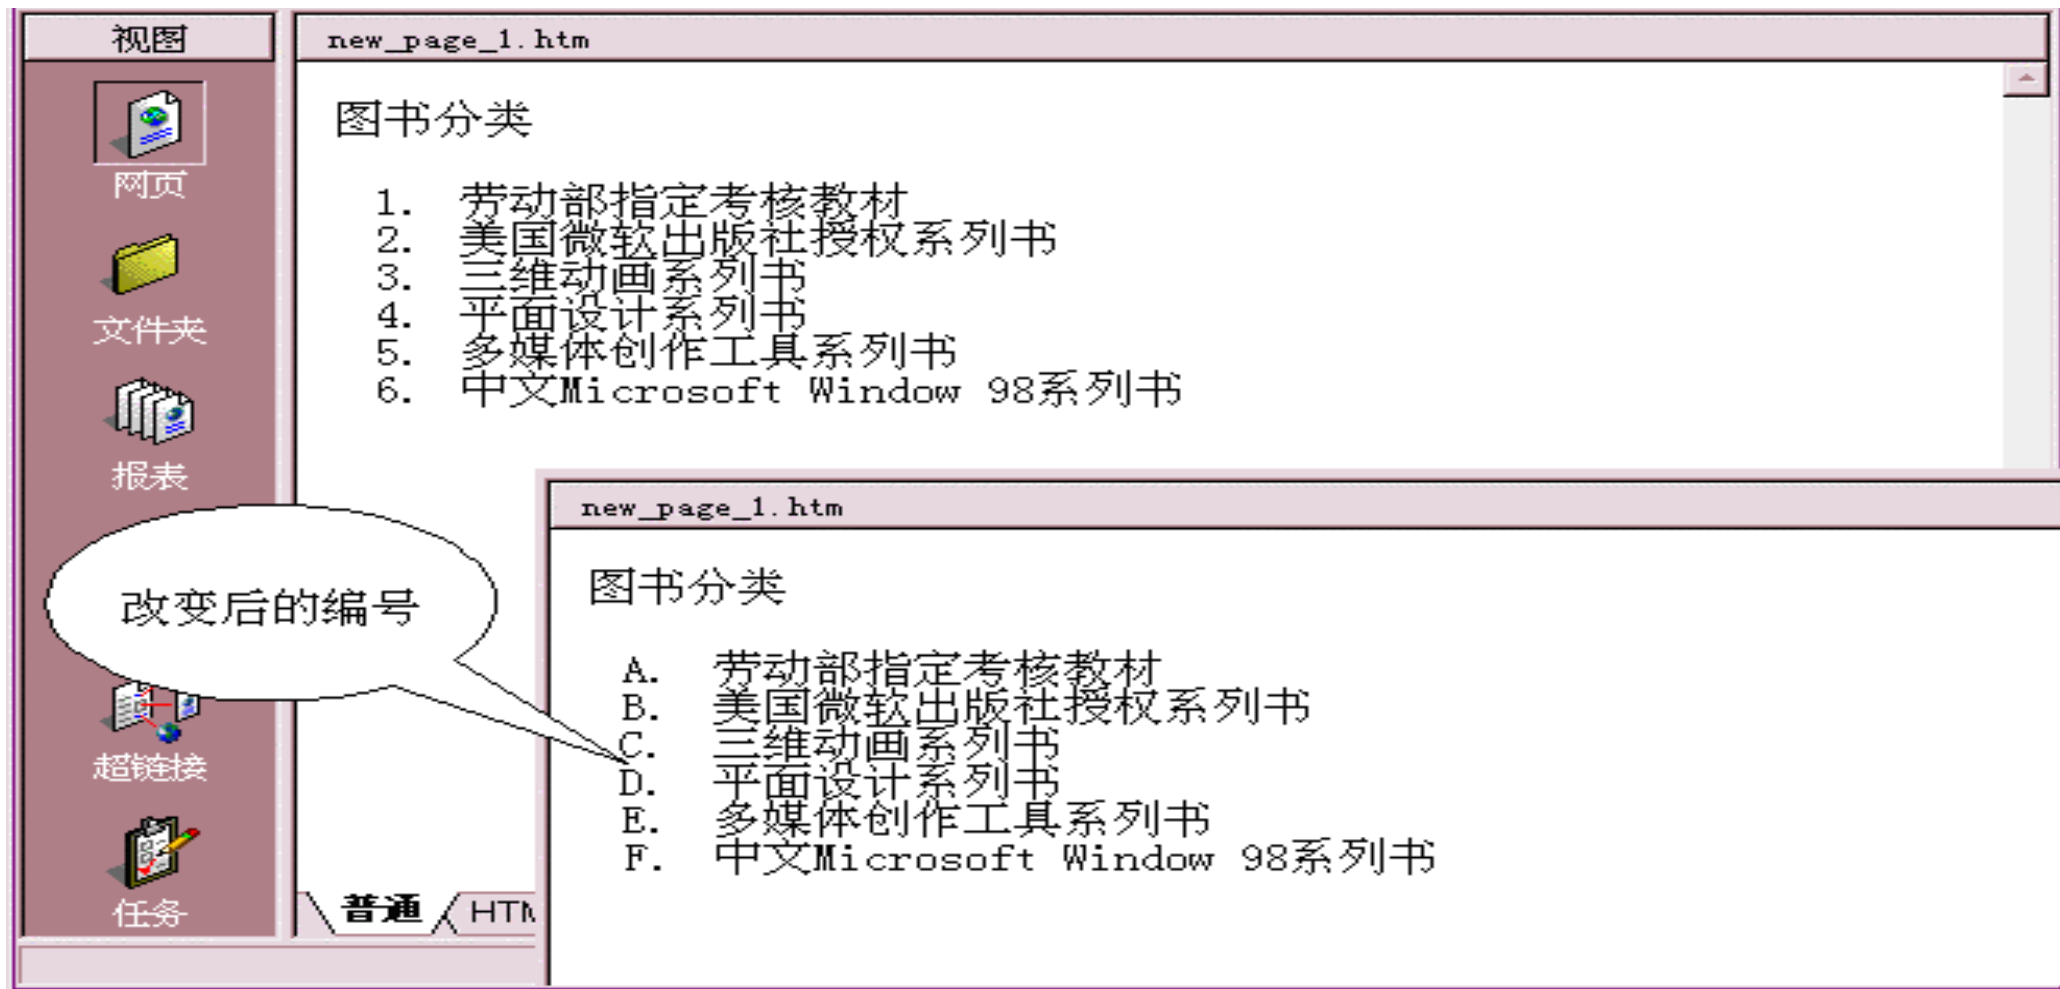 视图
new_page_1.htm
网页
文件夹
报表
超链接
任务
图书分类
1. 劳动部指定考核教材
2. 美国微软出版社授权系列书
3. 三维动画系列书
4. 平面设计系列书
5. 多媒体创作工具系列书
6. 中文Microsoft Window 98系列书
改变后的编号
普通
new_page_1.htm
图书分类
A. 劳动部指定考核教材
B. 美国微软出版社授权系列书
C. 三维动画系列书
D. 平面设计系列书
E. 多媒体创作工具系列书
F. 中文Microsoft Window 98系列书